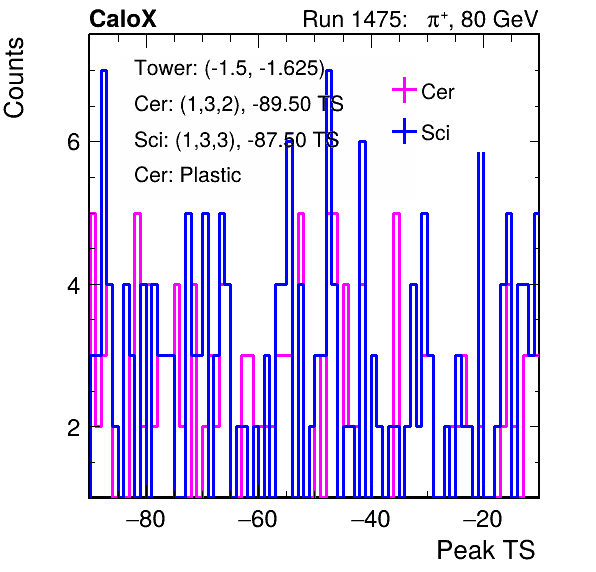 CaloX Run 1475: π+, 80 GeV
Counts
Tower: (-1.5, -1.625)
Cer: (1,3,2), -89.50 TS
Sci: (1,3,3), -87.50 TS
Cer: Plastic
Cer
Sci
6
4
2
−80 −60 −40 −20
Peak TS